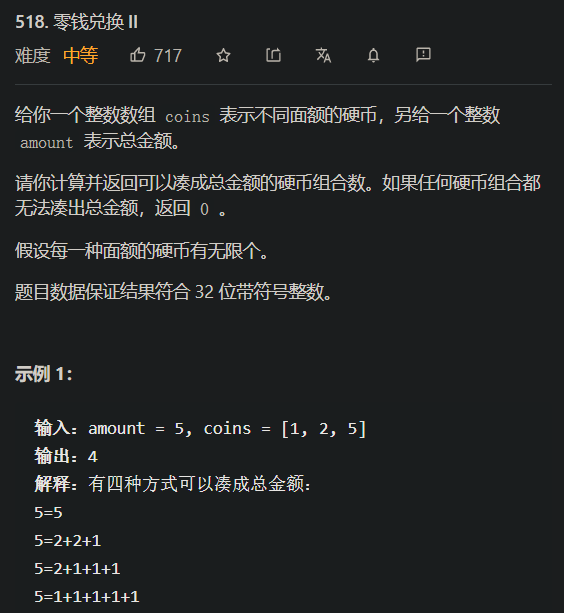 518. 零钱兑换 II
难度 中等 717
给你一个整数数组 coins 表示不同面额的硬币，另给一个整数
amount 表示总金额。
请你计算并返回可以凑成总金额的硬币组合数。如果任何硬币组合都
无法凑出总金额，返回 0 。
假设每一种面额的硬币有无限个。
题目数据保证结果符合 32 位带符号整数。
示例 1：
输入：amount = 5, coins = [1, 2, 5]
输出：4
解释：有四种方式可以凑成总金额：
5=5
5=2+2+1
5=2+1+1+1
5=1+1+1+1+1